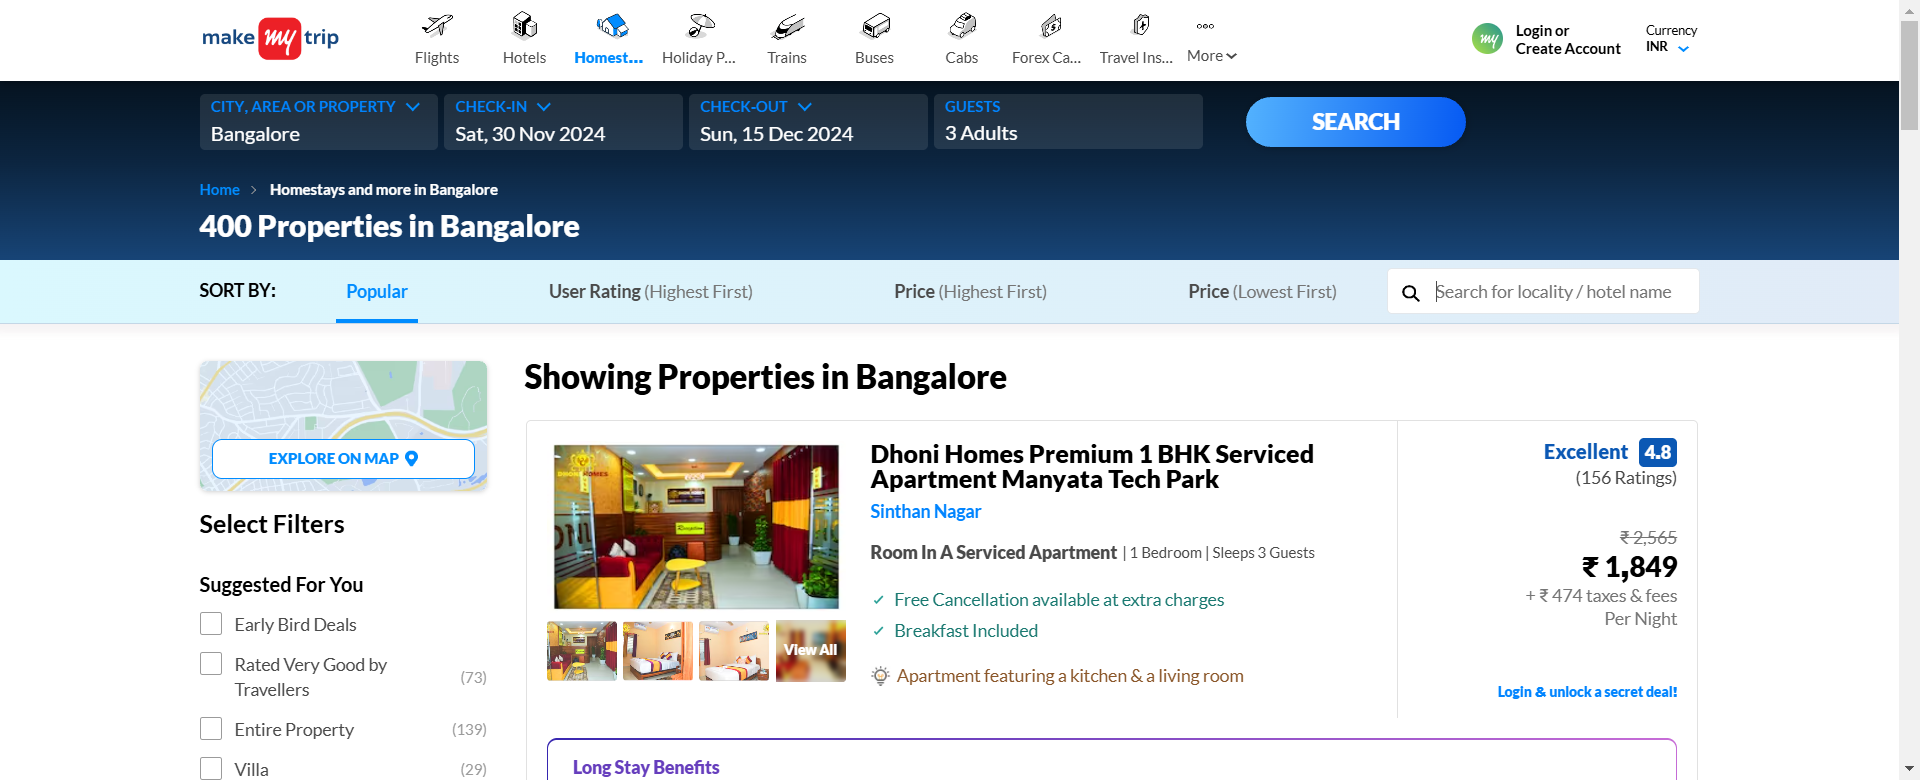 make my trip
Flights
Hotels
Homest...
Holiday P...
Trains
Buses
Cabs
Forex Ca...
Travel Ins...
More
my
Login or
Create Account
Currency
INR
CITY, AREA OR PROPERTY
Bangalore
CHECK-IN
Sat, 30 Nov 2024
CHECK-OUT
Sun, 15 Dec 2024
GUESTS
3 Adults
SEARCH
Home > Homestays and more in Bangalore
400 Properties in Bangalore
SORT BY:
Popular
User Rating (Highest First)
Price (Highest First)
Price (Lowest First)
Search for locality / hotel name
EXPLORE ON MAP
Select Filters
Suggested For You
Early Bird Deals
Rated Very Good by
Travellers
(73)
Entire Property
(139)
Villa
(29)
Showing Properties in Bangalore
DHONI HOMES
View All
Dhoni Homes Premium 1 BHK Serviced
Apartment Manyata Tech Park
Sinthan Nagar
Room In A Serviced Apartment | 1 Bedroom | Sleeps 3 Guests
Free Cancellation available at extra charges
Breakfast Included
Apartment featuring a kitchen & a living room
Excellent 4.8
(156 Ratings)
₹ 2,565
₹ 1,849
+ ₹ 474 taxes & fees
Per Night
Login & unlock a secret deal!
Long Stay Benefits